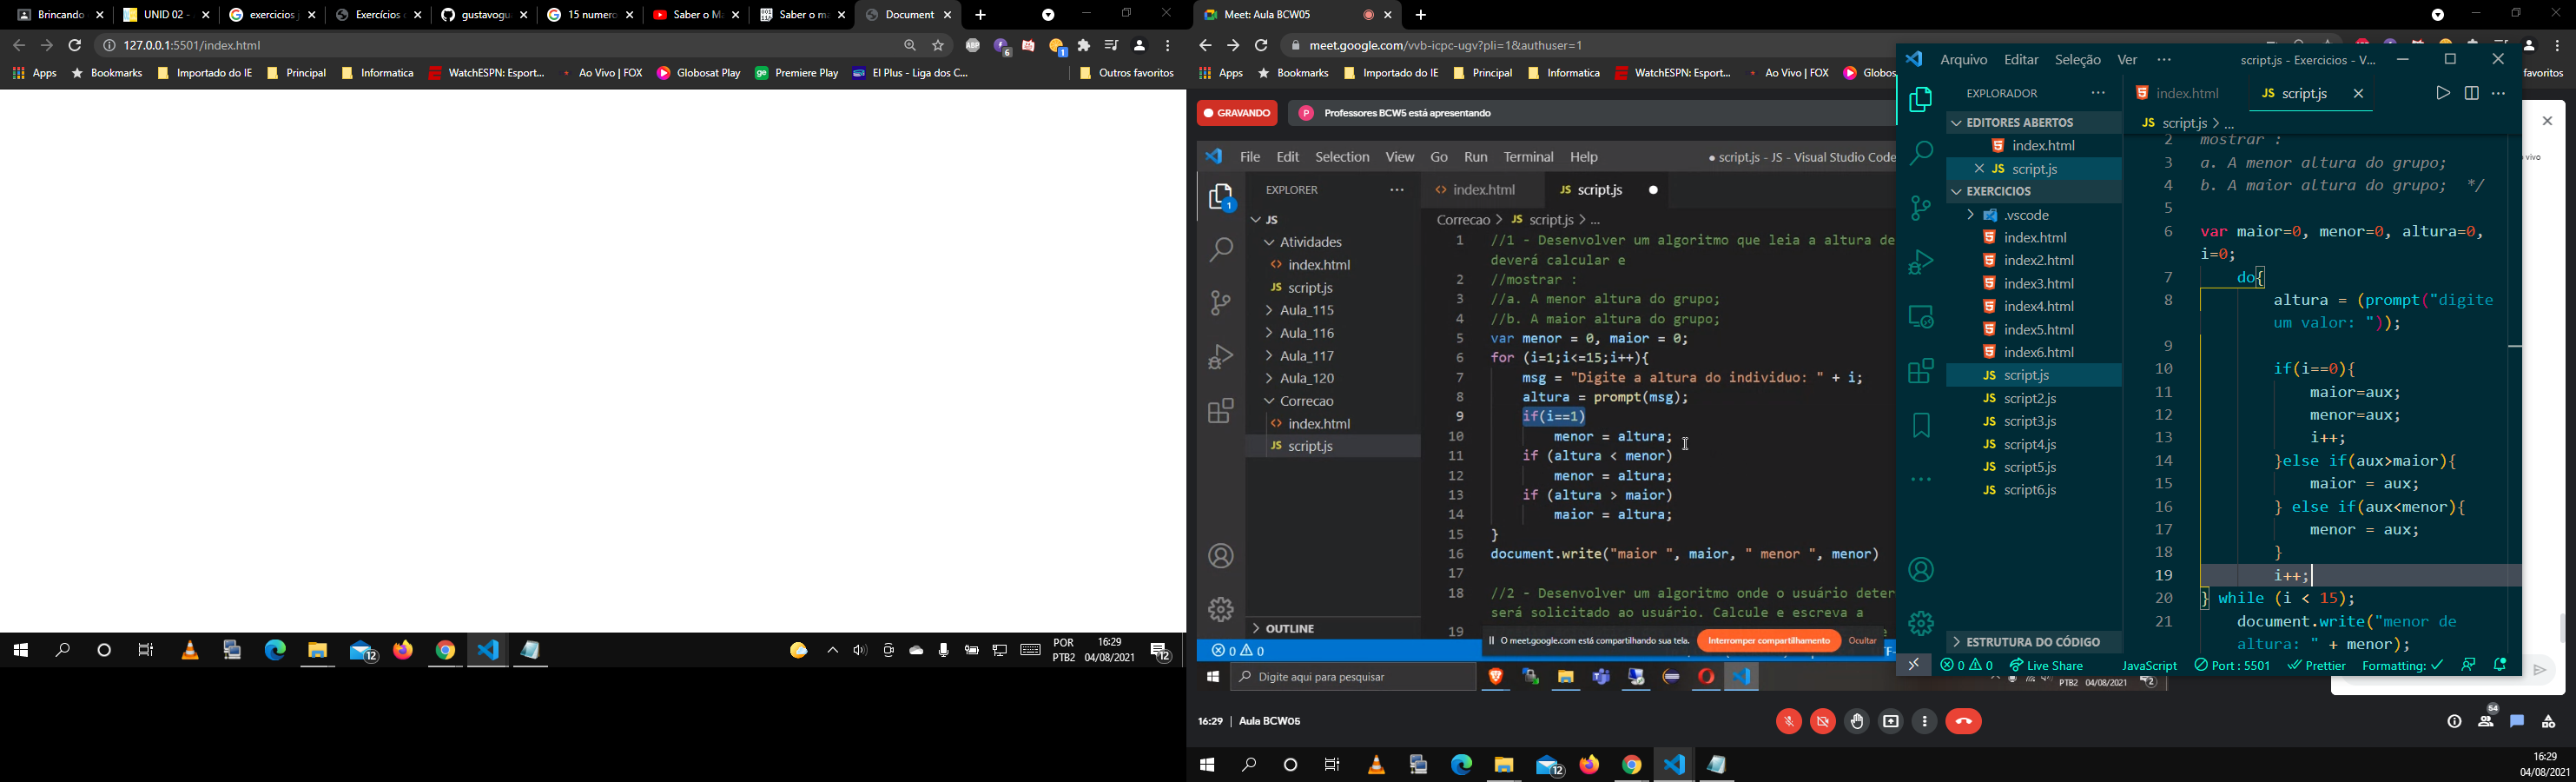 Brincando
UNID 02 -
exercicios j
Exercícios c
gustavogua
15 numero
Saber o Ma
Saber o ma
Document
127.0.0.1:5501/index.html
Apps
Bookmarks
Importado do IE
Principal
Informatica
WatchESPN: Esport...
Ao Vivo | FOX
Globosat Play
Premiere Play
EI Plus - Liga dos C...
Outros favoritos
POR
PTB2
16:29
04/08/2021
12
Meet: Aula BCW05
meet.google.com/vvb-icpc-ugv?pli=1&authuser=1
Apps
Bookmarks
Importado do IE
Principal
Informatica
WatchESPN: Esport...
Ao Vivo | FOX
Globos
favoritos
GRAVANDO
P
Professores BCW5 está apresentando
File Edit Selection View Go Run Terminal Help
● script.js - JS - Visual Studio Code
EXPLORER
index.html
JS script.js
JS
Atividades
index.html
JS script.js
Aula_115
Aula_116
Aula_117
Aula_120
Correcao
index.html
JS script.js
OUTLINE
Correcao > JS script.js > ...
1 //1 - Desenvolver um algoritmo que leia a altura de
deverá calcular e
2 //mostrar :
3 //a. A menor altura do grupo;
4 //b. A maior altura do grupo;
5 var menor = 0, maior = 0;
6 for (i=1;i<=15;i++){
7 msg = "Digite a altura do individuo: " + i;
8 altura = prompt(msg);
9 if(i==1)
10 menor = altura;
11 if (altura < menor)
12 menor = altura;
13 if (altura > maior)
14 maior = altura;
15 }
16 document.write("maior ", maior, " menor ", menor)
17
18 //2 - Desenvolver um algoritmo onde o usuário deter
será solicitado ao usuário. Calcule e escreva a
19
O meet.google.com está compartilhando sua tela.
Interromper compartilhamento
Ocultar
0 0
Digite aqui para pesquisar
PTB2 04/08/2021
16:29 | Aula BCW05
54
Arquivo Editar Seleção Ver ...
script.js - Exercicios - V...
EXPLORADOR
index.html
JS script.js
EDITORES ABERTOS
index.html
JS script.js
EXERCICIOS
.vscode
index.html
index2.html
index3.html
index4.html
index5.html
index6.html
JS script.js
JS script2.js
JS script3.js
JS script4.js
JS script5.js
JS script6.js
ESTRUTURA DO CÓDIGO
JS script.js > ...
2 mostrar :
3 a. A menor altura do grupo;
4 b. A maior altura do grupo; */
5
6 var maior=0, menor=0, altura=0,
i=0;
7 do{
8 altura = (prompt("digite
um valor: "));
9
10 if(i==0){
11 maior=aux;
12 menor=aux;
13 i++;
14 }else if(aux>maior){
15 maior = aux;
16 } else if(aux<menor){
17 menor = aux;
18 }
19 i++;
20 } while (i < 15);
21 document.write("menor de
altura: " + menor);
0 0 Live Share
JavaScript
Port : 5501
Prettier
Formatting: ✓
12
16:29
04/08/2021